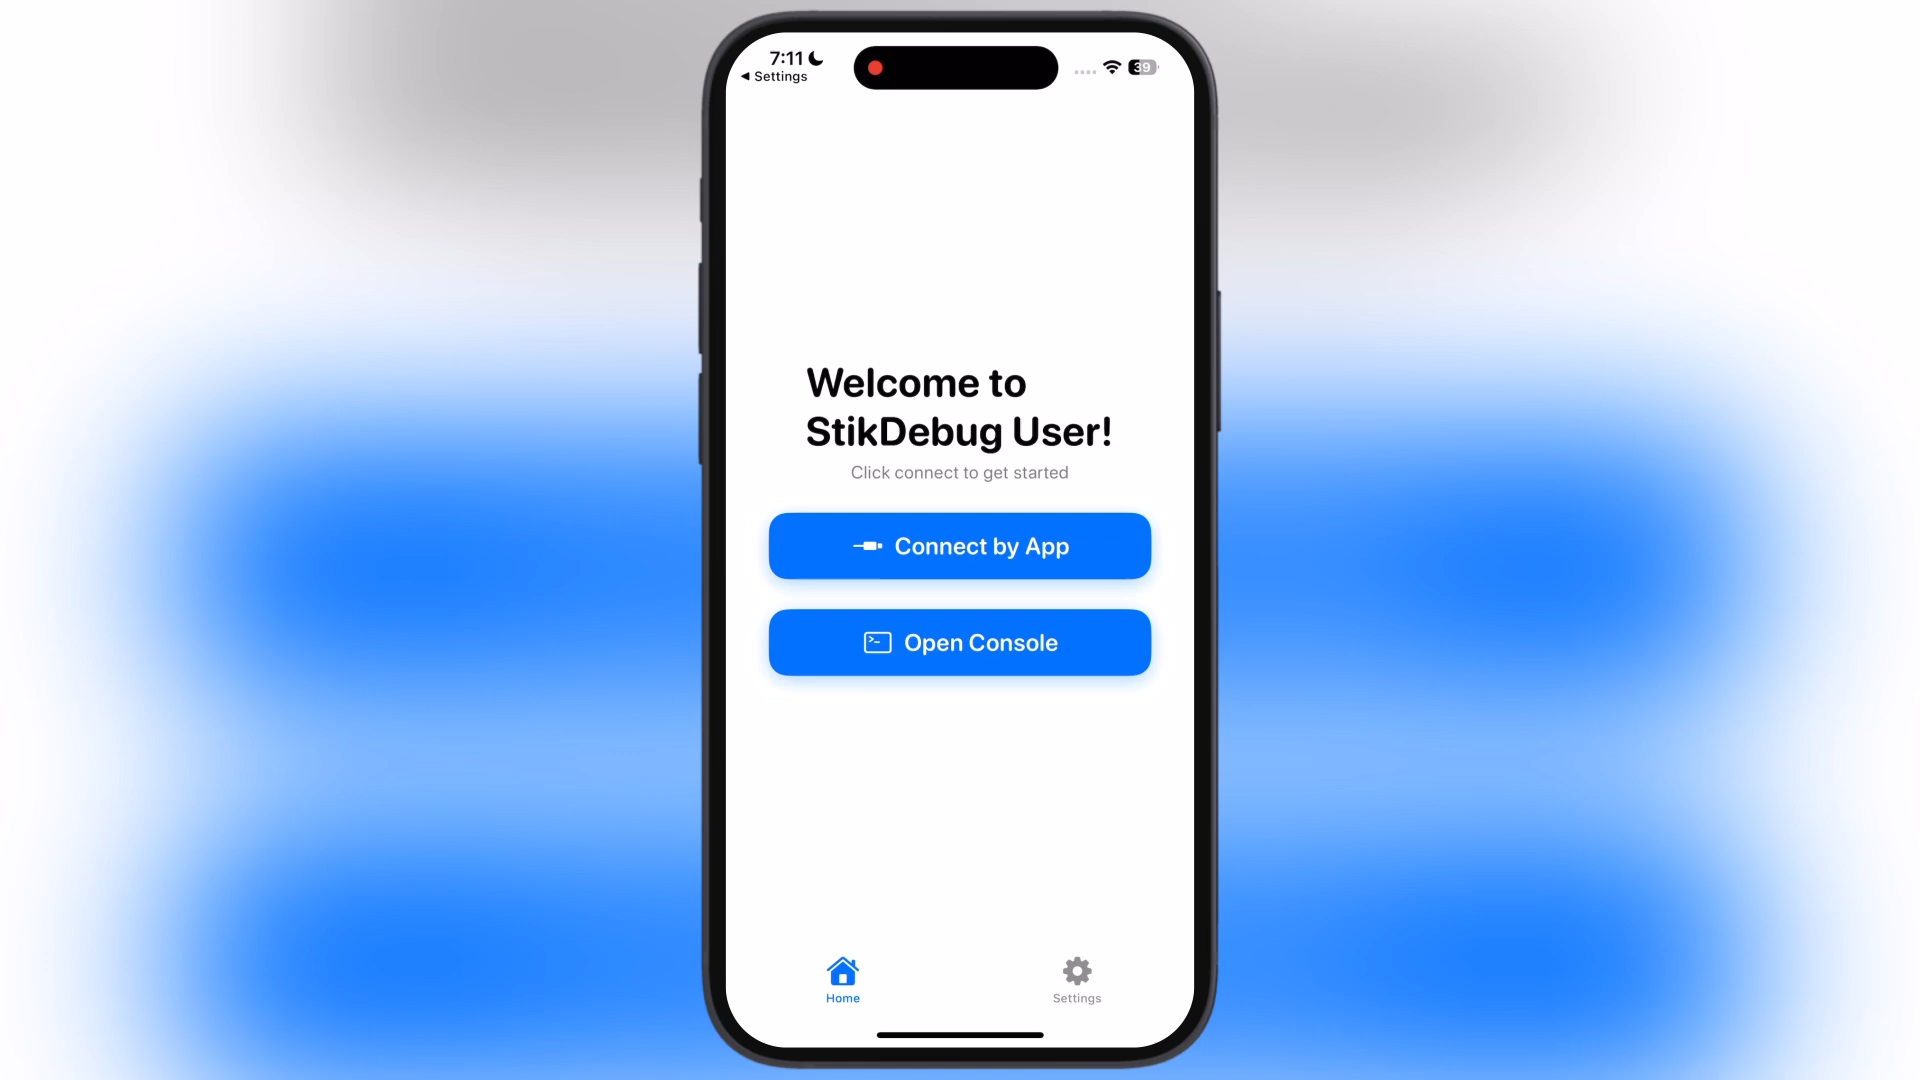 7:11
◀ Settings
39
Welcome to
StikDebug User!
Click connect to get started
Connect by App
Open Console
Home
Settings